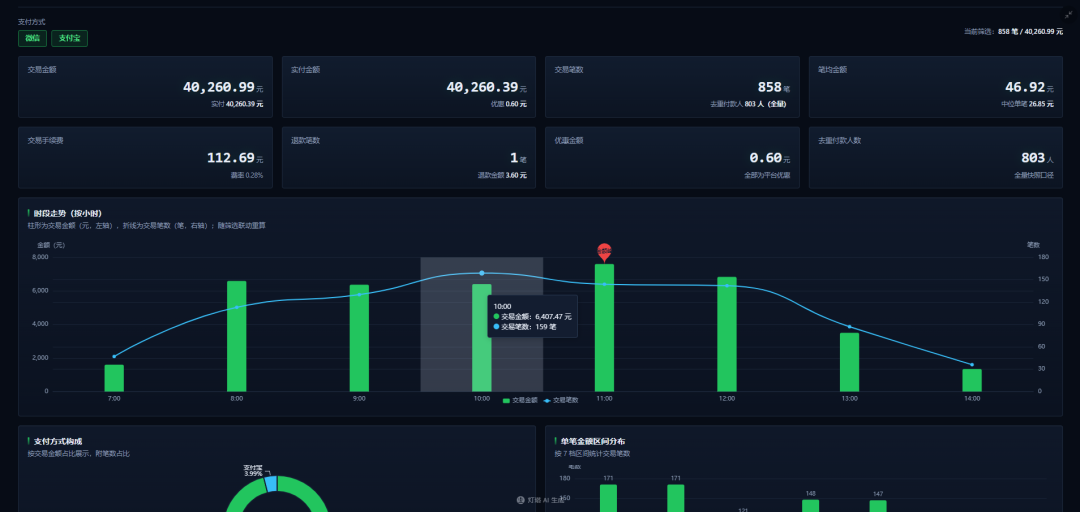 支付方式
微信 支付宝
当前筛选：858 笔 / 40,260.99 元
交易金额
40,260.99 元
实付 40,260.39 元
实付金额
40,260.39 元
优惠 0.60 元
交易笔数
858 笔
去重付款人 803 人（全量）
笔均金额
46.92 元
中位单笔 26.85 元
交易手续费
112.69 元
费率 0.28%
退款笔数
1 笔
退款金额 3.60 元
优惠金额
0.60 元
全部为平台优惠
去重付款人数
803 人
全量快照口径
时段走势（按小时）
柱形为交易金额（元，左轴），折线为交易笔数（笔，右轴）；随筛选联动重算
金额（元） 笔数
8,000 180
150
6,000
120
4,000 90
60
2,000
30
0 0
10:00
交易金额：6,407.47 元
交易笔数：159 笔
7:00 8:00 9:00 10:00 11:00 12:00 13:00 14:00
交易金额 交易笔数
支付方式构成
按交易金额占比展示，附笔数占比
支付宝
3.99%
单笔金额区间分布
按 7 档区间统计交易笔数
笔数
180 171 171
150 148 147
121
灯塔 AI 生成